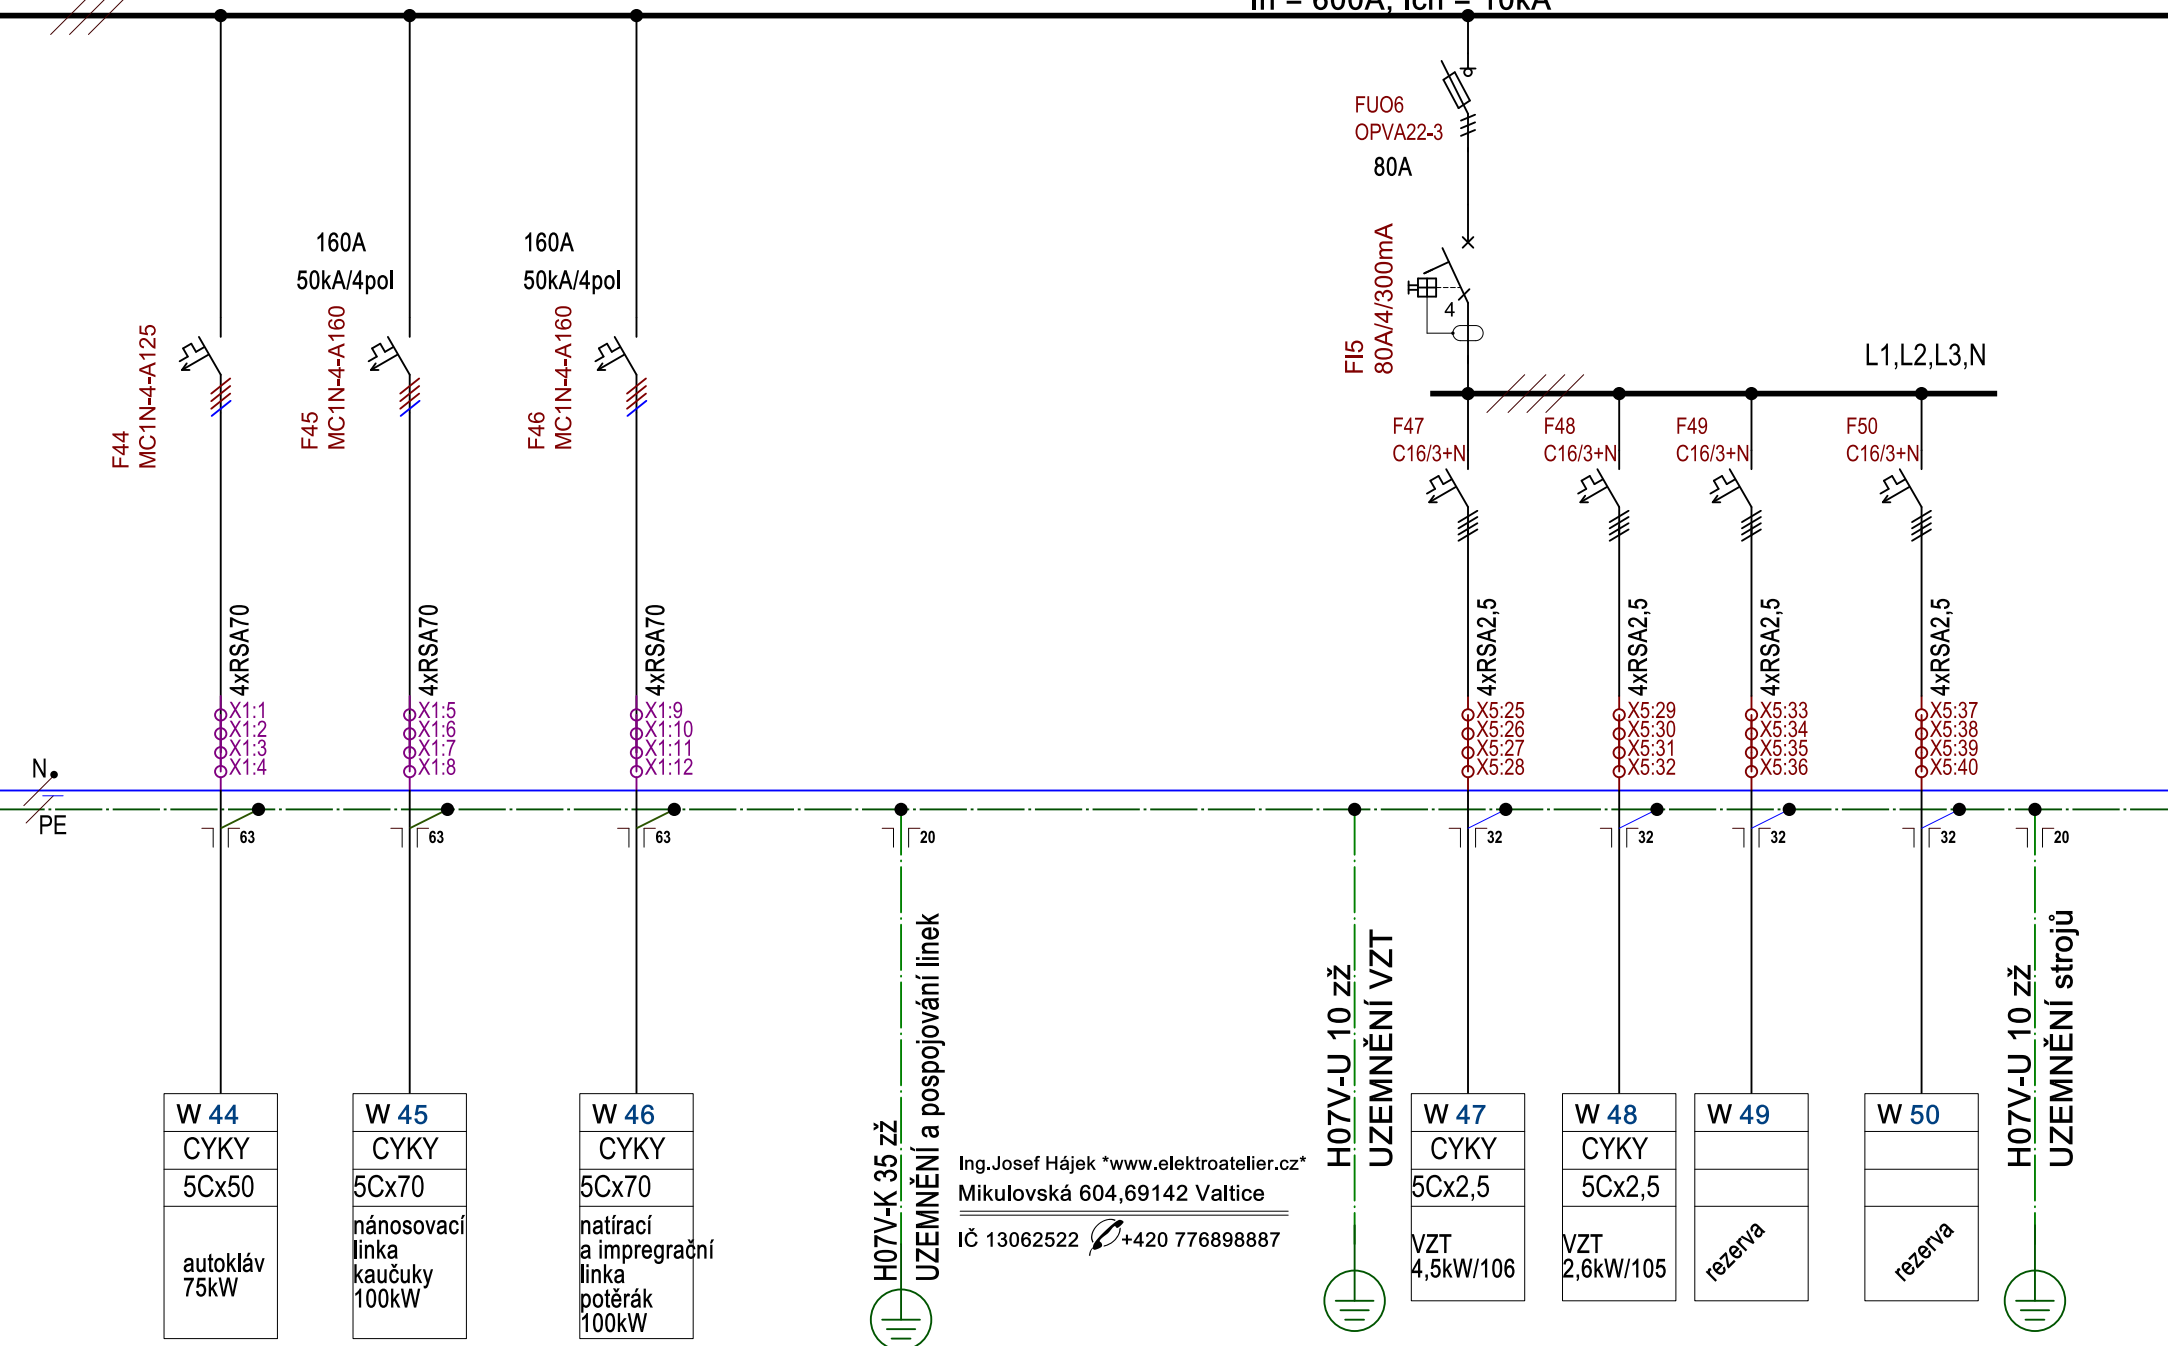 In = 600A, Icn = 10kA
FUO6
OPVA22-3
80A
160A
50kA/4pol
160A
50kA/4pol
F44
MC1N-4-A125
F45
MC1N-4-A160
F46
MC1N-4-A160
FI5
80A/4/300mA
4
L1,L2,L3,N
F47
C16/3+N
F48
C16/3+N
F49
C16/3+N
F50
C16/3+N
4xRSA70
4xRSA70
4xRSA70
4xRSA2,5
4xRSA2,5
4xRSA2,5
4xRSA2,5
X1:1
X1:2
X1:3
X1:4
X1:5
X1:6
X1:7
X1:8
X1:9
X1:10
X1:11
X1:12
X5:25
X5:26
X5:27
X5:28
X5:29
X5:30
X5:31
X5:32
X5:33
X5:34
X5:35
X5:36
X5:37
X5:38
X5:39
X5:40
N
PE
63
63
63
20
32
32
32
32
20
H07V-K 35 zž
UZEMNĚNÍ a pospojování linek
H07V-U 10 zž
UZEMNĚNÍ VZT
H07V-U 10 zž
UZEMNĚNÍ strojů
W 44
CYKY
5Cx50
autokláv
75kW
W 45
CYKY
5Cx70
nánosovací
linka
kaučuky
100kW
W 46
CYKY
5Cx70
natírací
a impregrační
linka
potěrák
100kW
Ing.Josef Hájek *www.elektroatelier.cz*
Mikulovská 604,69142 Valtice
IČ 13062522 +420 776898887
W 47
CYKY
5Cx2,5
VZT
4,5kW/106
W 48
CYKY
5Cx2,5
VZT
2,6kW/105
W 49
rezerva
W 50
rezerva